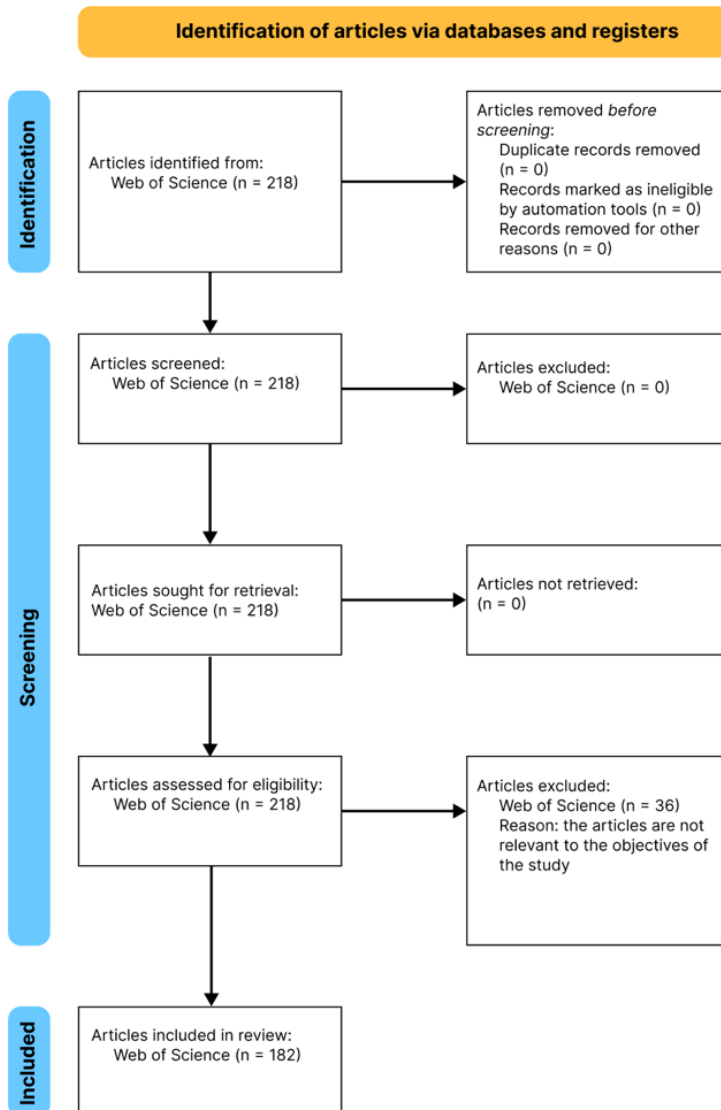 Identification of articles via databases and registers
Identification
Articles identified from:
Web of Science (n = 218)
Articles removed before
screening:
Duplicate records removed
(n = 0)
Records marked as ineligible
by automation tools (n = 0)
Records removed for other
reasons (n = 0)
Screening
Articles screened:
Web of Science (n = 218)
Articles excluded:
Web of Science (n = 0)
Articles sought for retrieval:
Web of Science (n = 218)
Articles not retrieved:
(n = 0)
Articles assessed for eligibility:
Web of Science (n = 218)
Articles excluded:
Web of Science (n = 36)
Reason: the articles are not
relevant to the objectives of
the study
Included
Articles included in review:
Web of Science (n = 182)